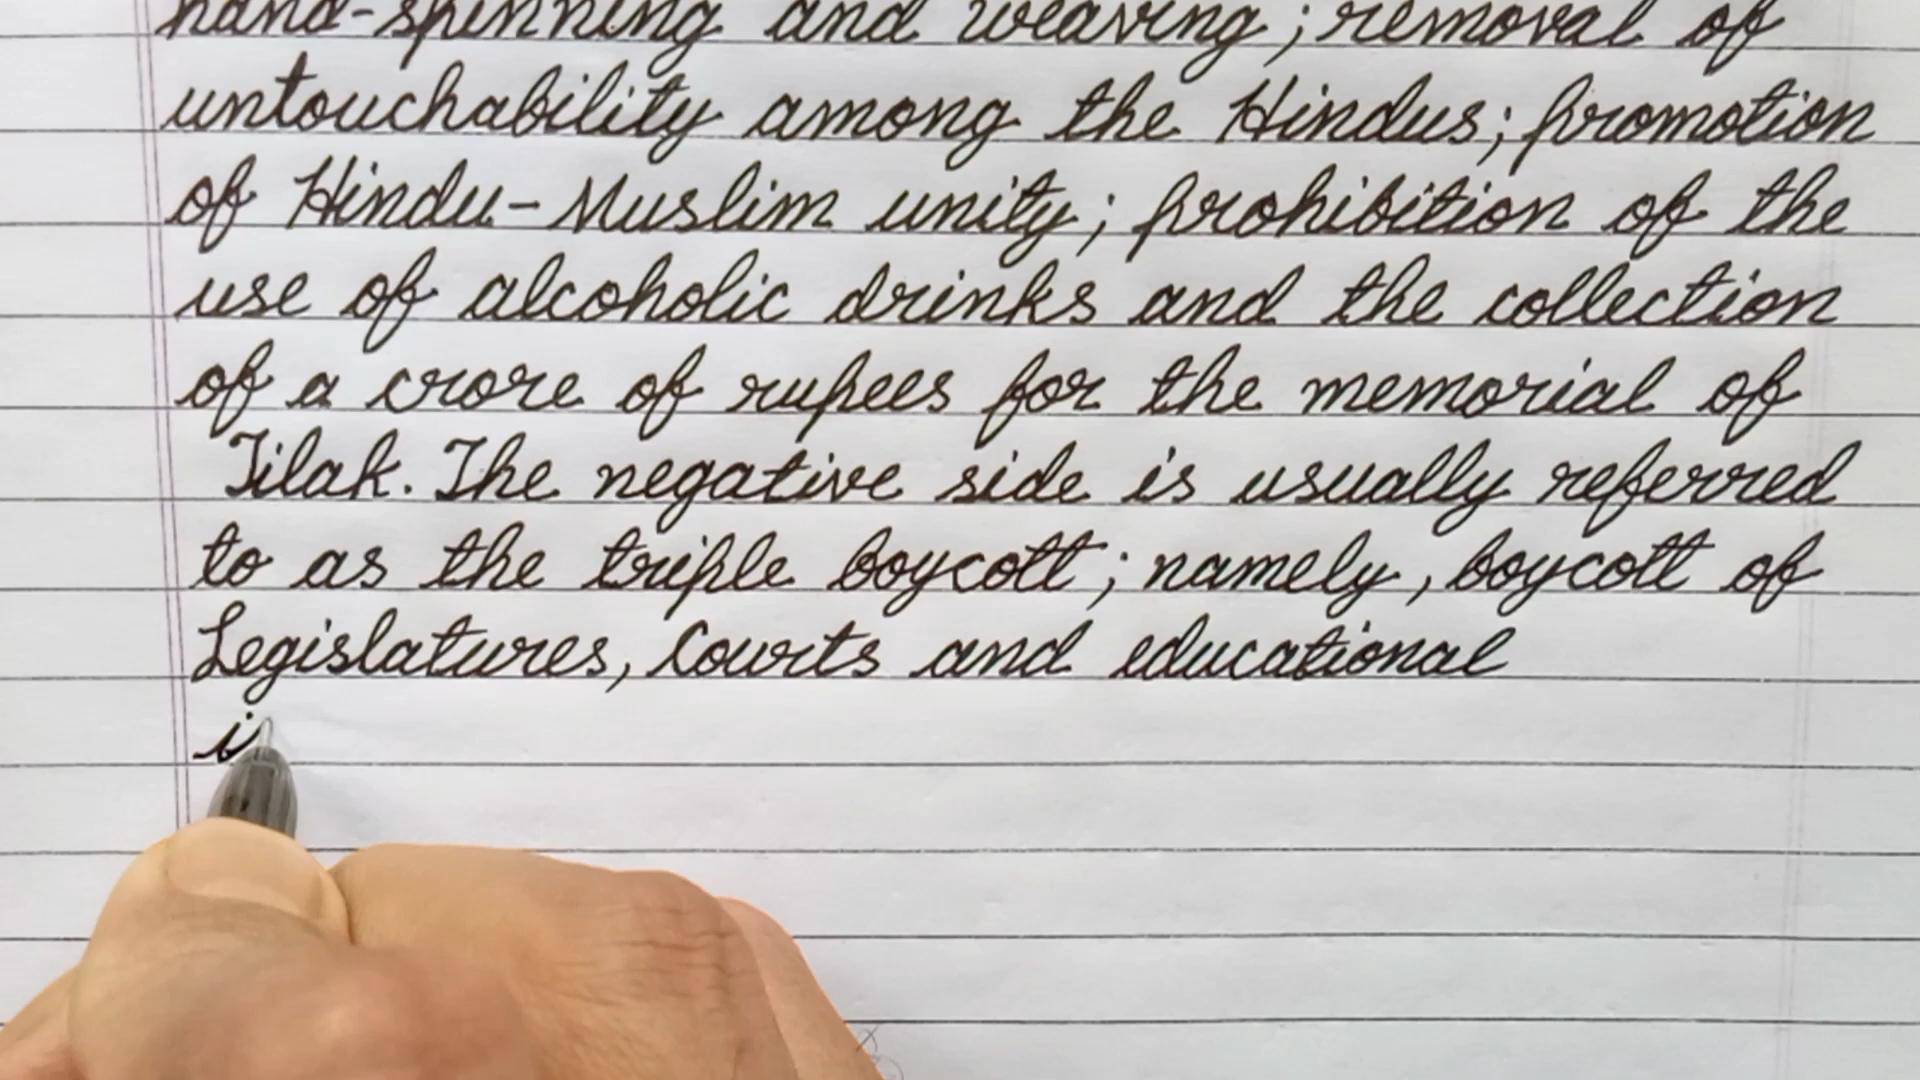 hand-spinning and weaving; removal of
untouchability among the Hindus; promotion
of Hindu-Muslim unity; prohibition of the
use of alcoholic drinks and the collection
of a crore of rupees for the memorial of
Tilak. The negative side is usually referred
to as the triple boycott; namely, boycott of
Legislatures, Courts and educational
i